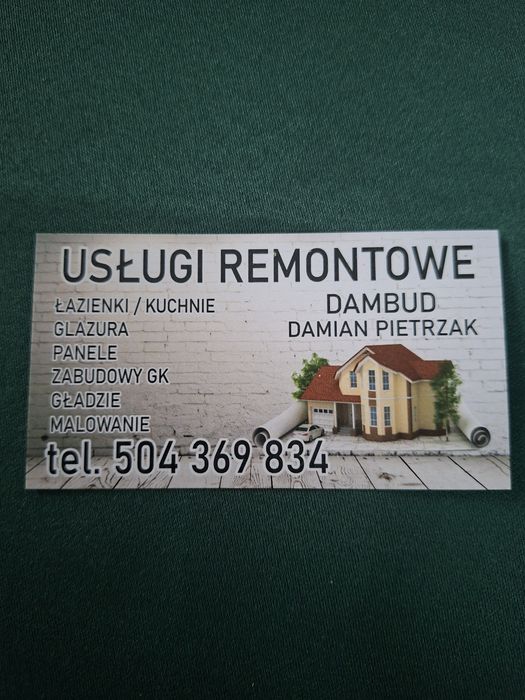 USŁUGI REMONTOWE
ŁAZIENKI / KUCHNIE
GLAZURA
PANELE
ZABUDOWY GK
GŁADZIE
MALOWANIE
DAMBUD
DAMIAN PIETRZAK
tel. 504 369 834